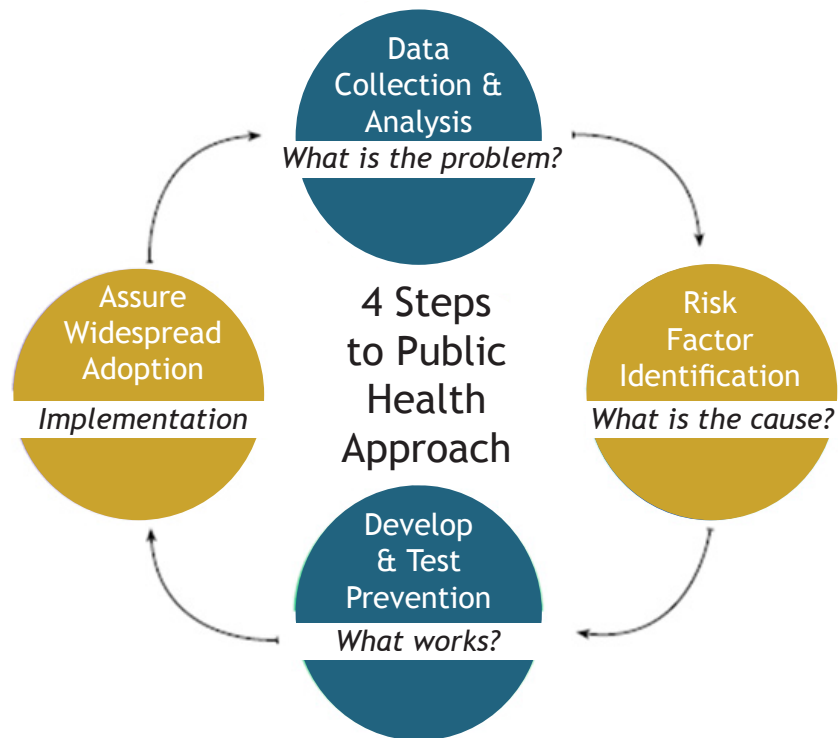 Data
Collection &
Analysis
What is the problem?
4 Steps
to Public
Health
Approach
Risk
Factor
Identification
What is the cause?
Develop
& Test
Prevention
What works?
Assure
Widespread
Adoption
Implementation